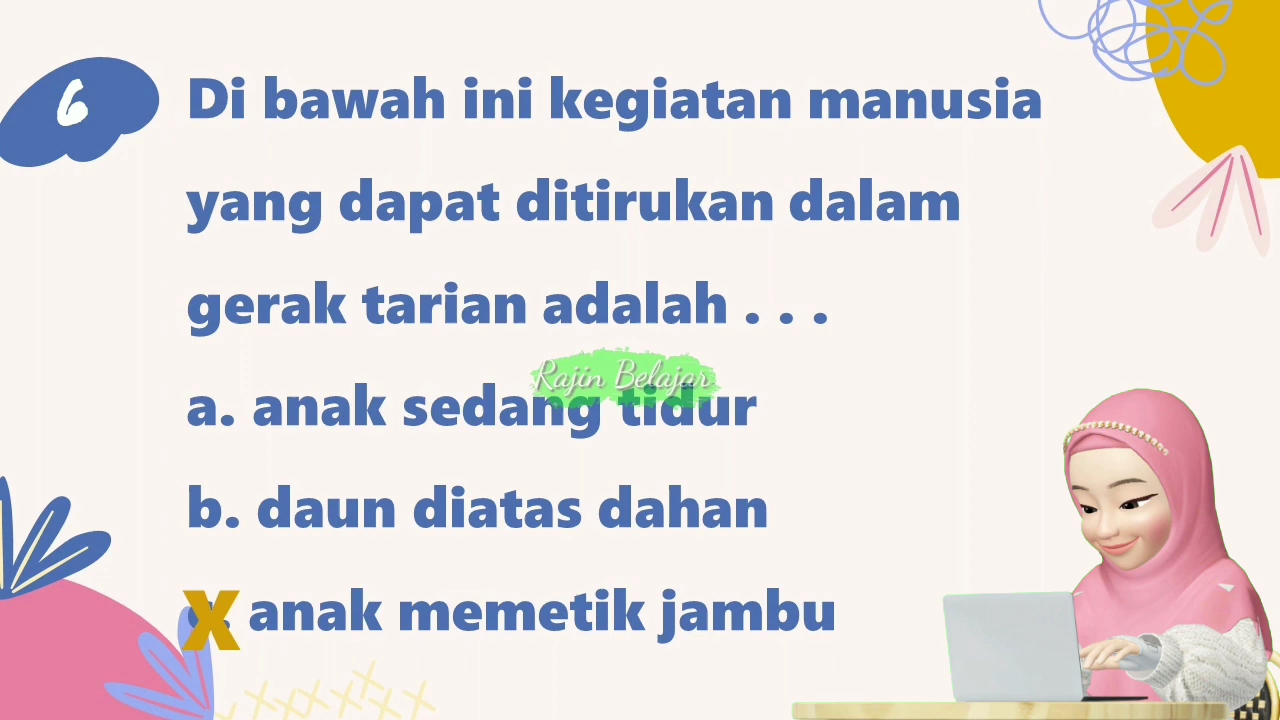 6
Di bawah ini kegiatan manusia
yang dapat ditirukan dalam
gerak tarian adalah . . .
Rajin Belajar
a. anak sedang tidur
b. daun diatas dahan
X anak memetik jambu